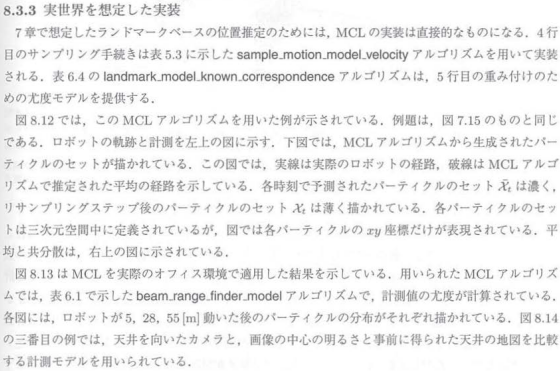 8.3.3 実世界を想定した実装
7章で想定したランドマークベースの位置推定のためには，MCL の実装は直接的なものになる．4行
目のサンプリング手続きは表 5.3 に示した sample_motion_model_velocity アルゴリズムを用いて実装
される．表 6.4 の landmark_model_known_correspondence アルゴリズムは，5 行目の重み付けのた
めの尤度モデルを提供する．
図 8.12 では，この MCL アルゴリズムを用いた例が示されている．例題は，図 7.15 のものと同じ
である．ロボットの軌跡と計測を左上の図に示す．下図では，MCL アルゴリズムから生成されたパー
ティクルのセットが描かれている．この図では，実線は実際のロボットの経路，破線は MCL アルゴ
リズムで推定された平均の経路を示している．各時刻で予測されたパーティクルのセット X̄t は濃く，
リサンプリングステップ後のパーティクルのセット Xt は薄く描かれている．各パーティクルのセッ
トは三次元空間中に定義されているが，図では各パーティクルの xy 座標だけが表現されている．平
均と共分散は，右上の図に示されている．
図 8.13 は MCL を実際のオフィス環境で適用した結果を示している．用いられた MCL アルゴリズ
ムでは，表 6.1 で示した beam_range_finder_model アルゴリズムで，計測値の尤度が計算されている．
各図には，ロボットが 5，28，55 [m] 動いた後のパーティクルの分布がそれぞれ描かれている．図 8.14
の三番目の例では，天井を向いたカメラと，画像の中心の明るさと事前に得られた天井の地図を比較
する計測モデルを用いられている．